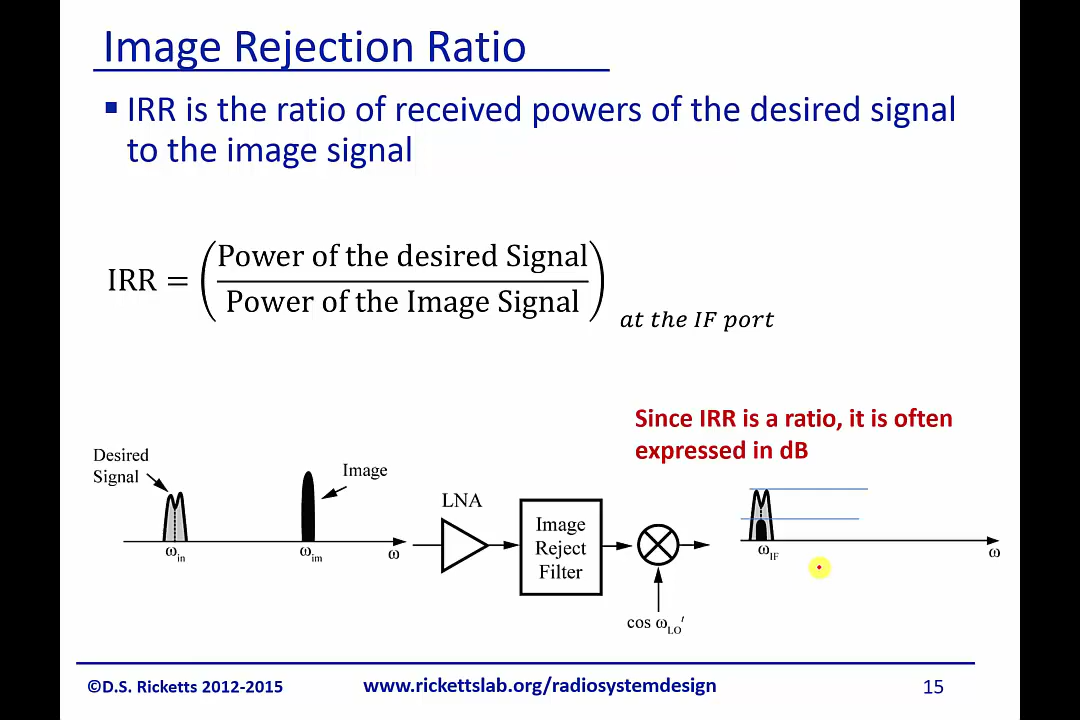 Image Rejection Ratio
▪ IRR is the ratio of received powers of the desired signal
to the image signal
IRR = (Power of the desired Signal / Power of the Image Signal) at the IF port
Since IRR is a ratio, it is often
expressed in dB
Desired
Signal
Image
LNA
Image
Reject
Filter
ω_in
ω_im
ω
ω_IF
ω
cos ω_LO t
©D.S. Ricketts 2012-2015
www.rickettslab.org/radiosystemdesign
15